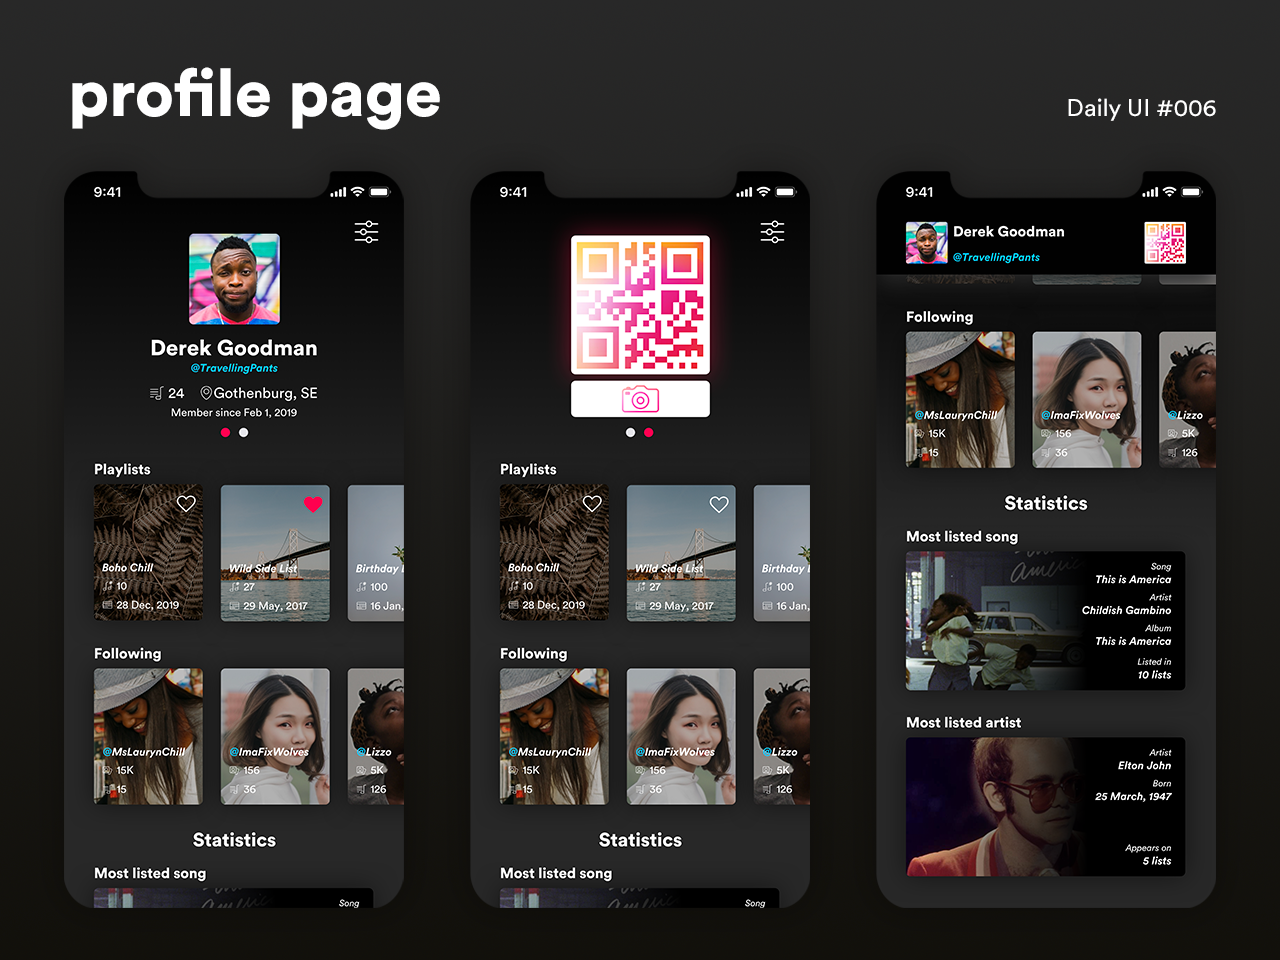 profile page
Daily UI #006
9:41
Derek Goodman
@TravellingPants
24 Gothenburg, SE
Member since Feb 1, 2019
Playlists
Boho Chill
10
28 Dec, 2019
Wild Side List
27
29 May, 2017
Birthday
100
16 Jan,
Following
@MsLaurynChill
15K
15
@ImaFixWolves
156
36
@Lizzo
5K
126
Statistics
Most listed song
Song
9:41
Playlists
Boho Chill
10
28 Dec, 2019
Wild Side List
27
29 May, 2017
Birthday
100
16 Jan,
Following
@MsLaurynChill
15K
15
@ImaFixWolves
156
36
@Lizzo
5K
126
Statistics
Most listed song
Song
9:41
Derek Goodman
@TravellingPants
Following
@MsLaurynChill
15K
15
@ImaFixWolves
156
36
@Lizzo
5K
126
Statistics
Most listed song
Song
This is America
Artist
Childish Gambino
Album
This is America
Listed in
10 lists
Most listed artist
Artist
Elton John
Born
25 March, 1947
Appears on
5 lists